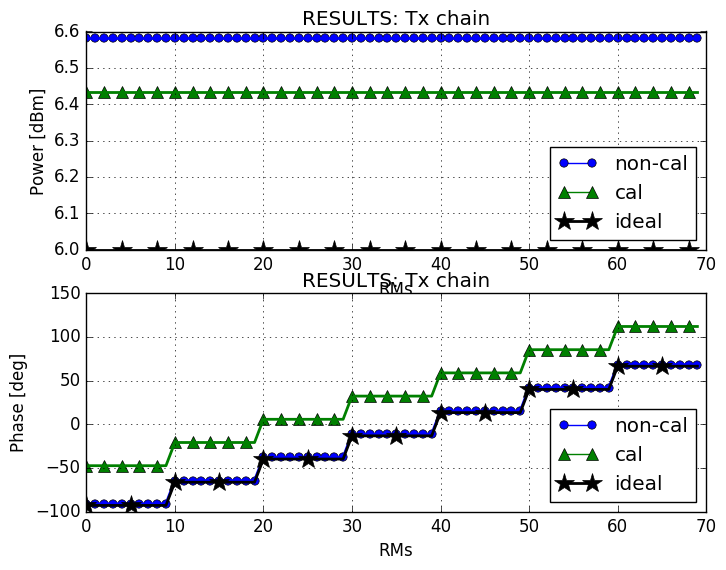 RESULTS: Tx chain
Power [dBm]
6.6
6.5
6.4
6.3
6.2
6.1
6.0
non-cal
cal
ideal
0 10 20 30 40 50 60 70
RMs
RESULTS: Tx chain
Phase [deg]
150
100
50
0
−50
−100
non-cal
cal
ideal
0 10 20 30 40 50 60 70
RMs